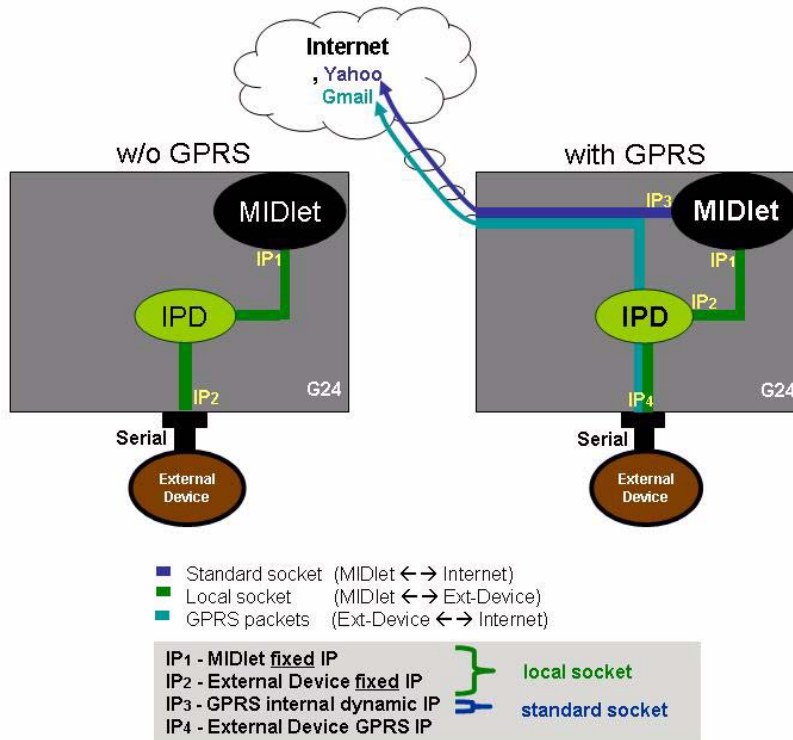 Internet
, Yahoo
Gmail
w/o GPRS
with GPRS
MIDlet
IP1
IPD
IP2
G24
Serial
External
Device
IP3
MIDlet
IP1
IP2
IPD
IP4
G24
Serial
External
Device
Standard socket (MIDlet ←→ Internet)
Local socket (MIDlet ←→ Ext-Device)
GPRS packets (Ext-Device ←→ Internet)
IP1 - MIDlet fixed IP
IP2 - External Device fixed IP
local socket
IP3 - GPRS internal dynamic IP
IP4 - External Device GPRS IP
standard socket